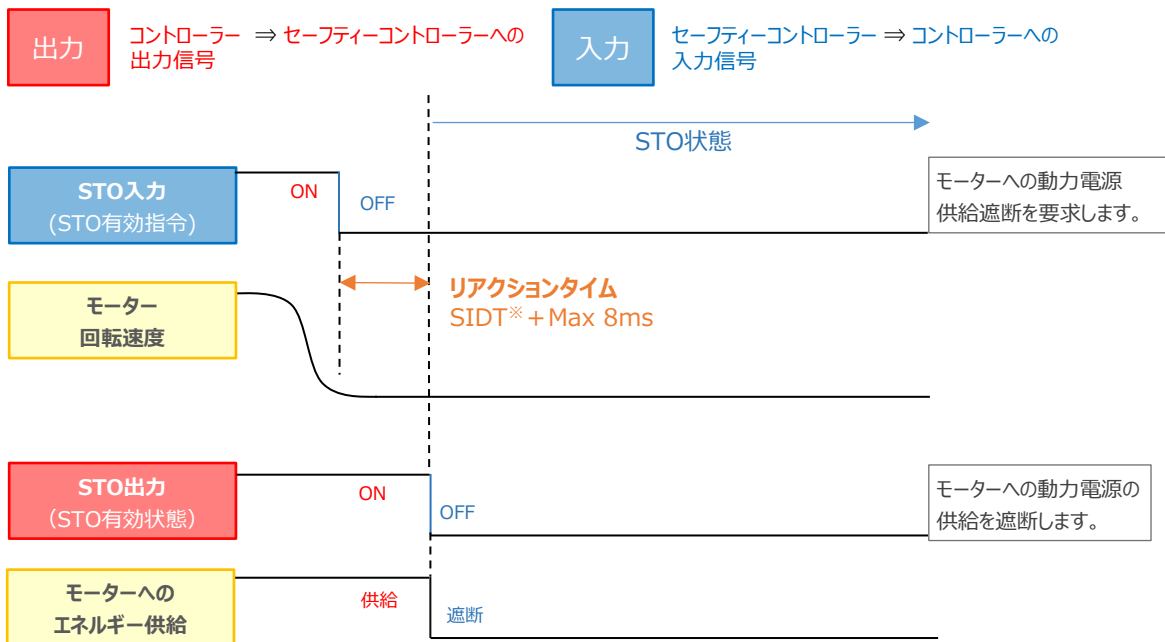 出力
コントローラー ⇒ セーフティーコントローラーへの
出力信号
入力
セーフティーコントローラー ⇒ コントローラーへの
入力信号
STO状態
STO入力
(STO有効指令)
ON
OFF
モーターへの動力電源
供給遮断を要求します。
モーター
回転速度
リアクションタイム
SIDT※＋Max 8ms
STO出力
（STO有効状態）
ON
OFF
モーターへの動力電源の
供給を遮断します。
モーターへの
エネルギー供給
供給
遮断